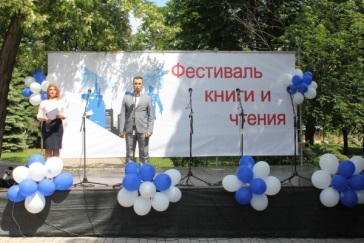 Фестиваль
книги и
чтения